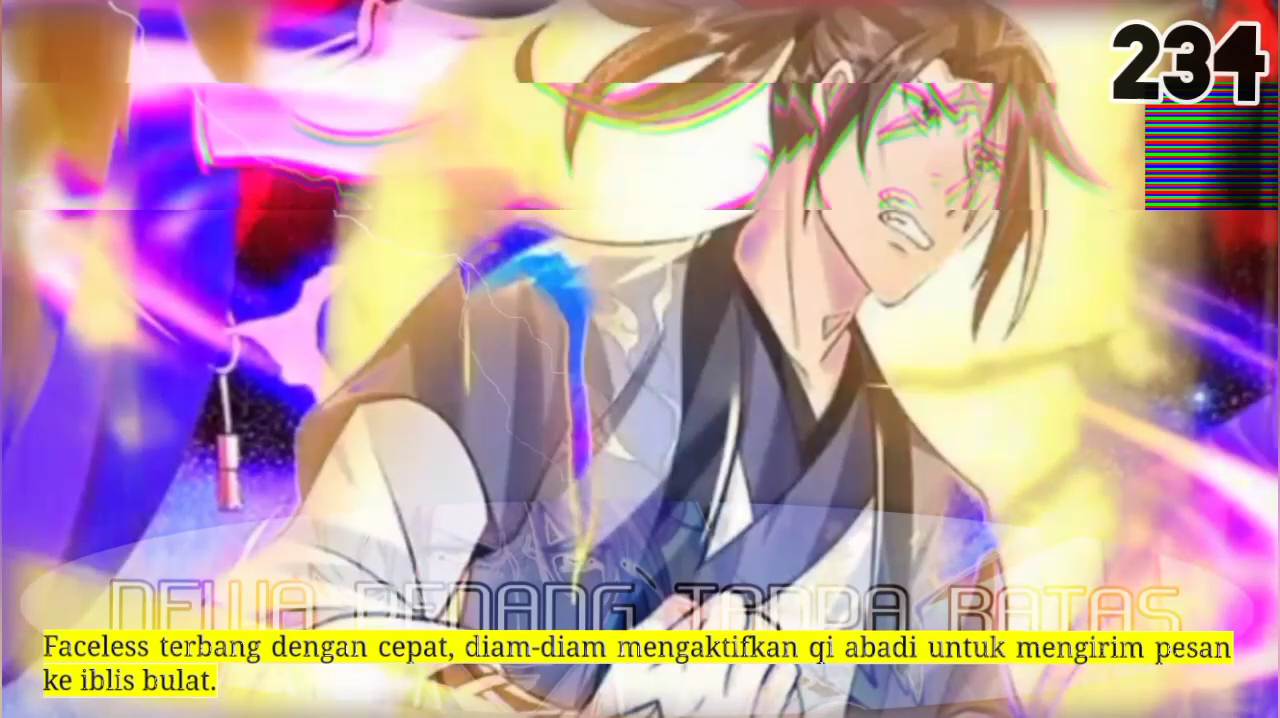 234
DEWA PEDANG TANPA BATAS
Faceless terbang dengan cepat, diam-diam mengaktifkan qi abadi untuk mengirim pesan
ke iblis bulat.